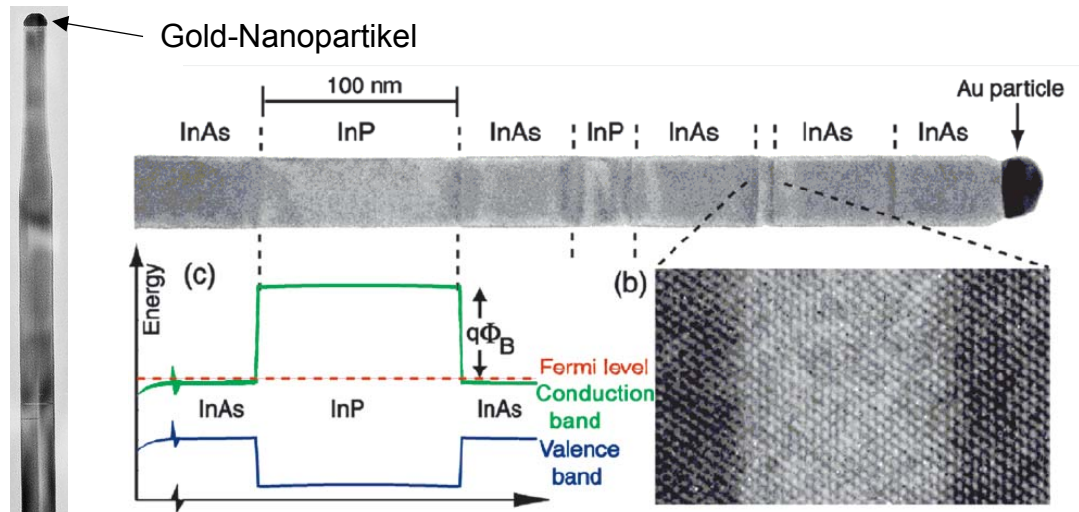 Gold-Nanopartikel
100 nm
Au particle
InAs InP InAs InP InAs InAs InAs
(c)
(b)
Energy
qΦB
Fermi level
Conduction
band
InAs InP InAs
Valence
band